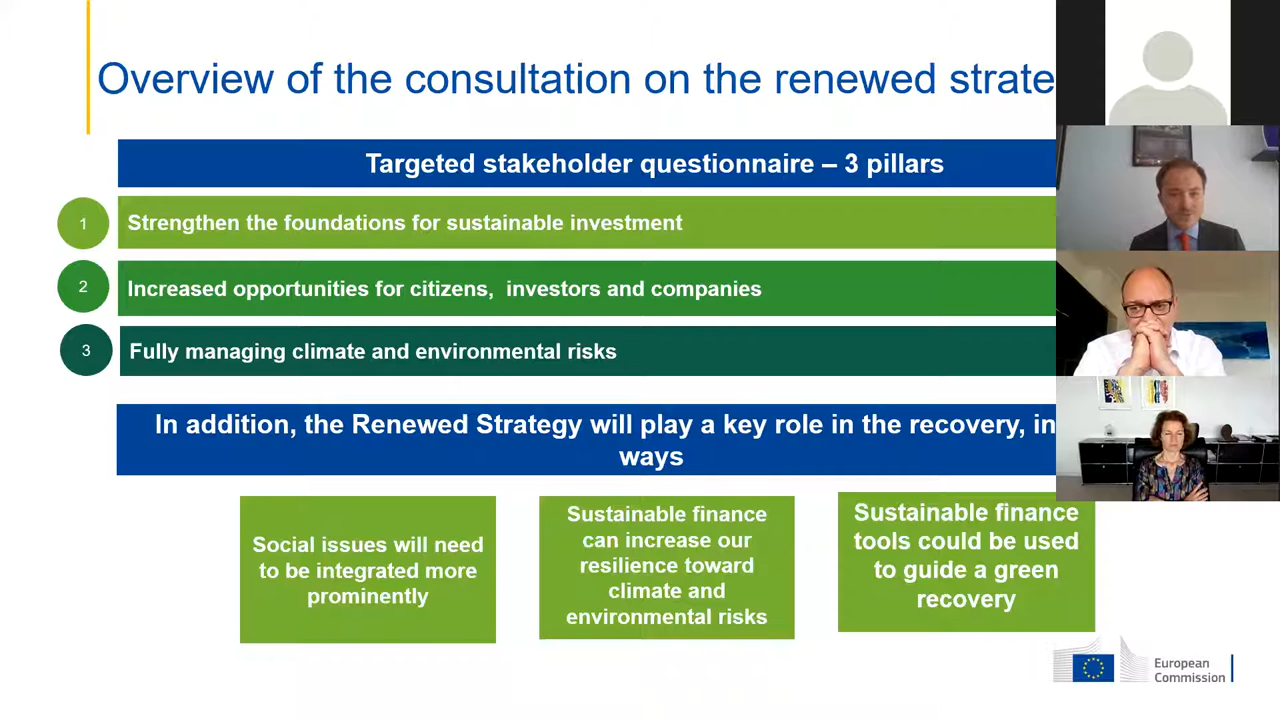 Overview of the consultation on the renewed strate
Targeted stakeholder questionnaire – 3 pillars
1
Strengthen the foundations for sustainable investment
2
Increased opportunities for citizens, investors and companies
3
Fully managing climate and environmental risks
In addition, the Renewed Strategy will play a key role in the recovery, in
ways
Social issues will need
to be integrated more
prominently
Sustainable finance
can increase our
resilience toward
climate and
environmental risks
Sustainable finance
tools could be used
to guide a green
recovery
European
Commission